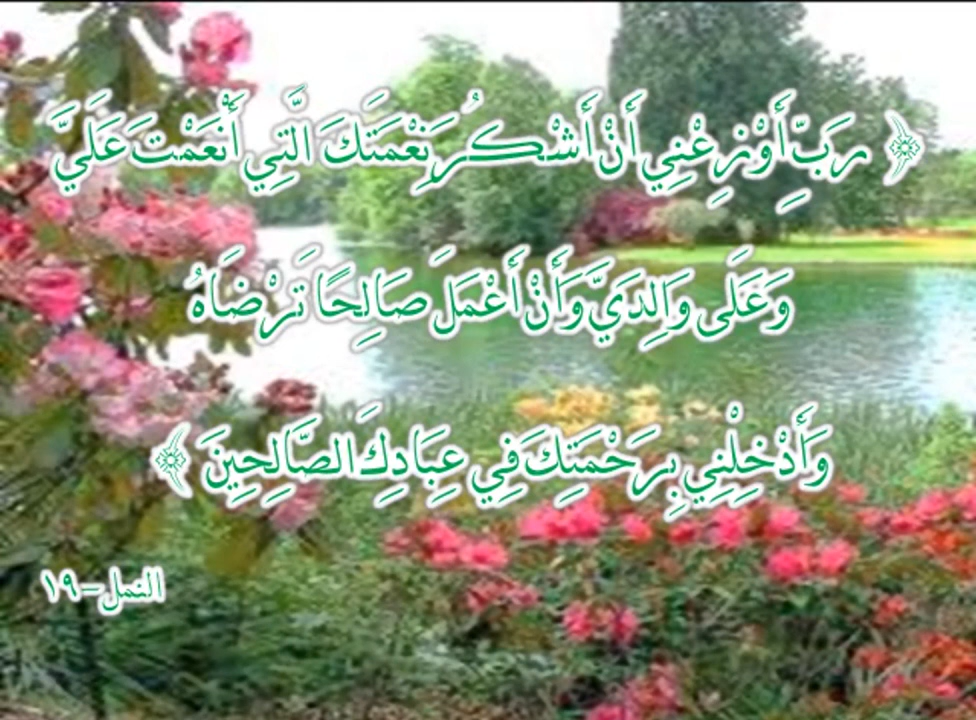 ﴿ رَبِّ أَوْزِعْنِي أَنْ أَشْكُرَ نِعْمَتَكَ الَّتِي أَنْعَمْتَ عَلَيَّ
وَعَلَى وَالِدَيَّ وَأَنْ أَعْمَلَ صَالِحًا تَرْضَاهُ
وَأَدْخِلْنِي بِرَحْمَتِكَ فِي عِبَادِكَ الصَّالِحِينَ ﴾
النمل-١٩